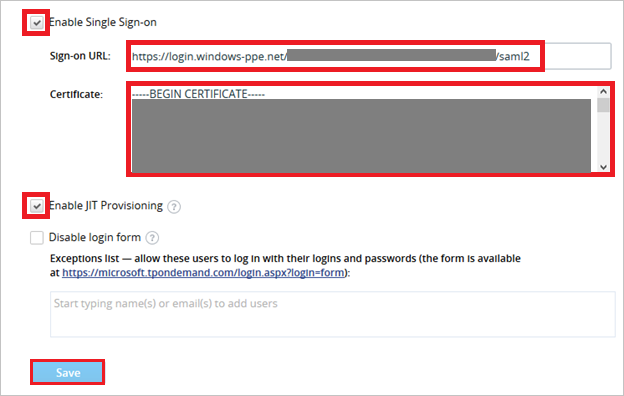 Enable Single Sign-on
Sign-on URL: https://login.windows-ppe.net/ /saml2
Certificate: -----BEGIN CERTIFICATE-----
Enable JIT Provisioning ?
Disable login form ?
Exceptions list — allow these users to log in with their logins and passwords (the form is available
at https://microsoft.tpondemand.com/login.aspx?login=form):
Start typing name(s) or email(s) to add users
Save